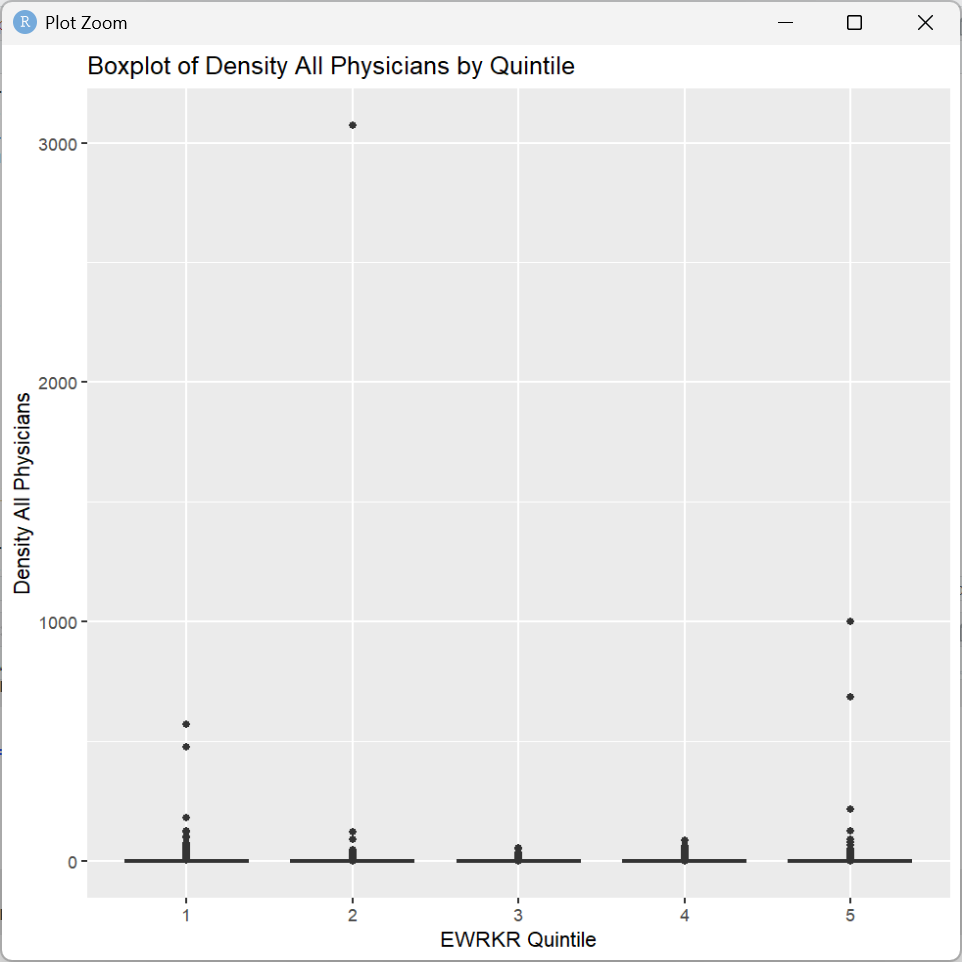 R Plot Zoom
Boxplot of Density All Physicians by Quintile
Density All Physicians
3000
2000
1000
0
1 2 3 4 5
EWRKR Quintile